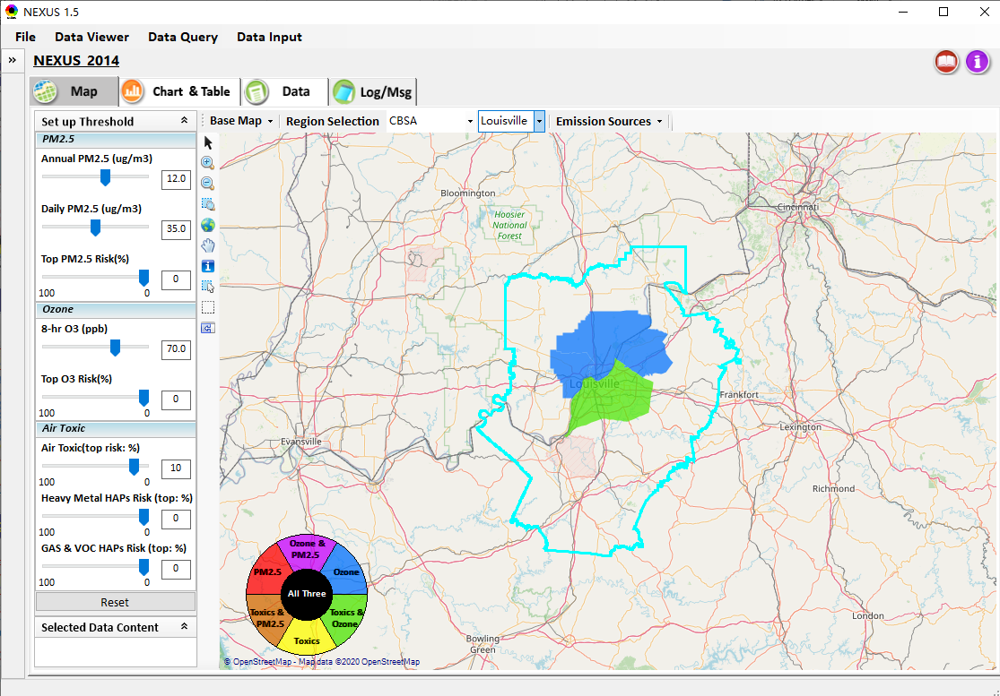 NEXUS 1.5
File Data Viewer Data Query Data Input
»
NEXUS 2014
Map Chart & Table Data Log/Msg
Set up Threshold
Base Map Region Selection CBSA Louisville Emission Sources
PM2.5
Annual PM2.5 (ug/m3)
12.0
Daily PM2.5 (ug/m3)
35.0
Top PM2.5 Risk(%)
0
100 0
Ozone
8-hr O3 (ppb)
70.0
Top O3 Risk(%)
0
100 0
Air Toxic
Air Toxic(top risk: %)
10
100 0
Heavy Metal HAPs Risk (top: %)
0
100 0
GAS & VOC HAPs Risk (top: %)
0
100 0
Reset
Selected Data Content
Bloomington
Hoosier
National
Forest
Cincinnati
Louisville
Frankfort
Lexington
Evansville
Richmond
London
Bowling
Green
Ozone &
PM2.5
PM2.5
Ozone
All Three
Toxics &
PM2.5
Toxics &
Ozone
Toxics
© OpenStreetMap - Map data ©2020 OpenStreetMap